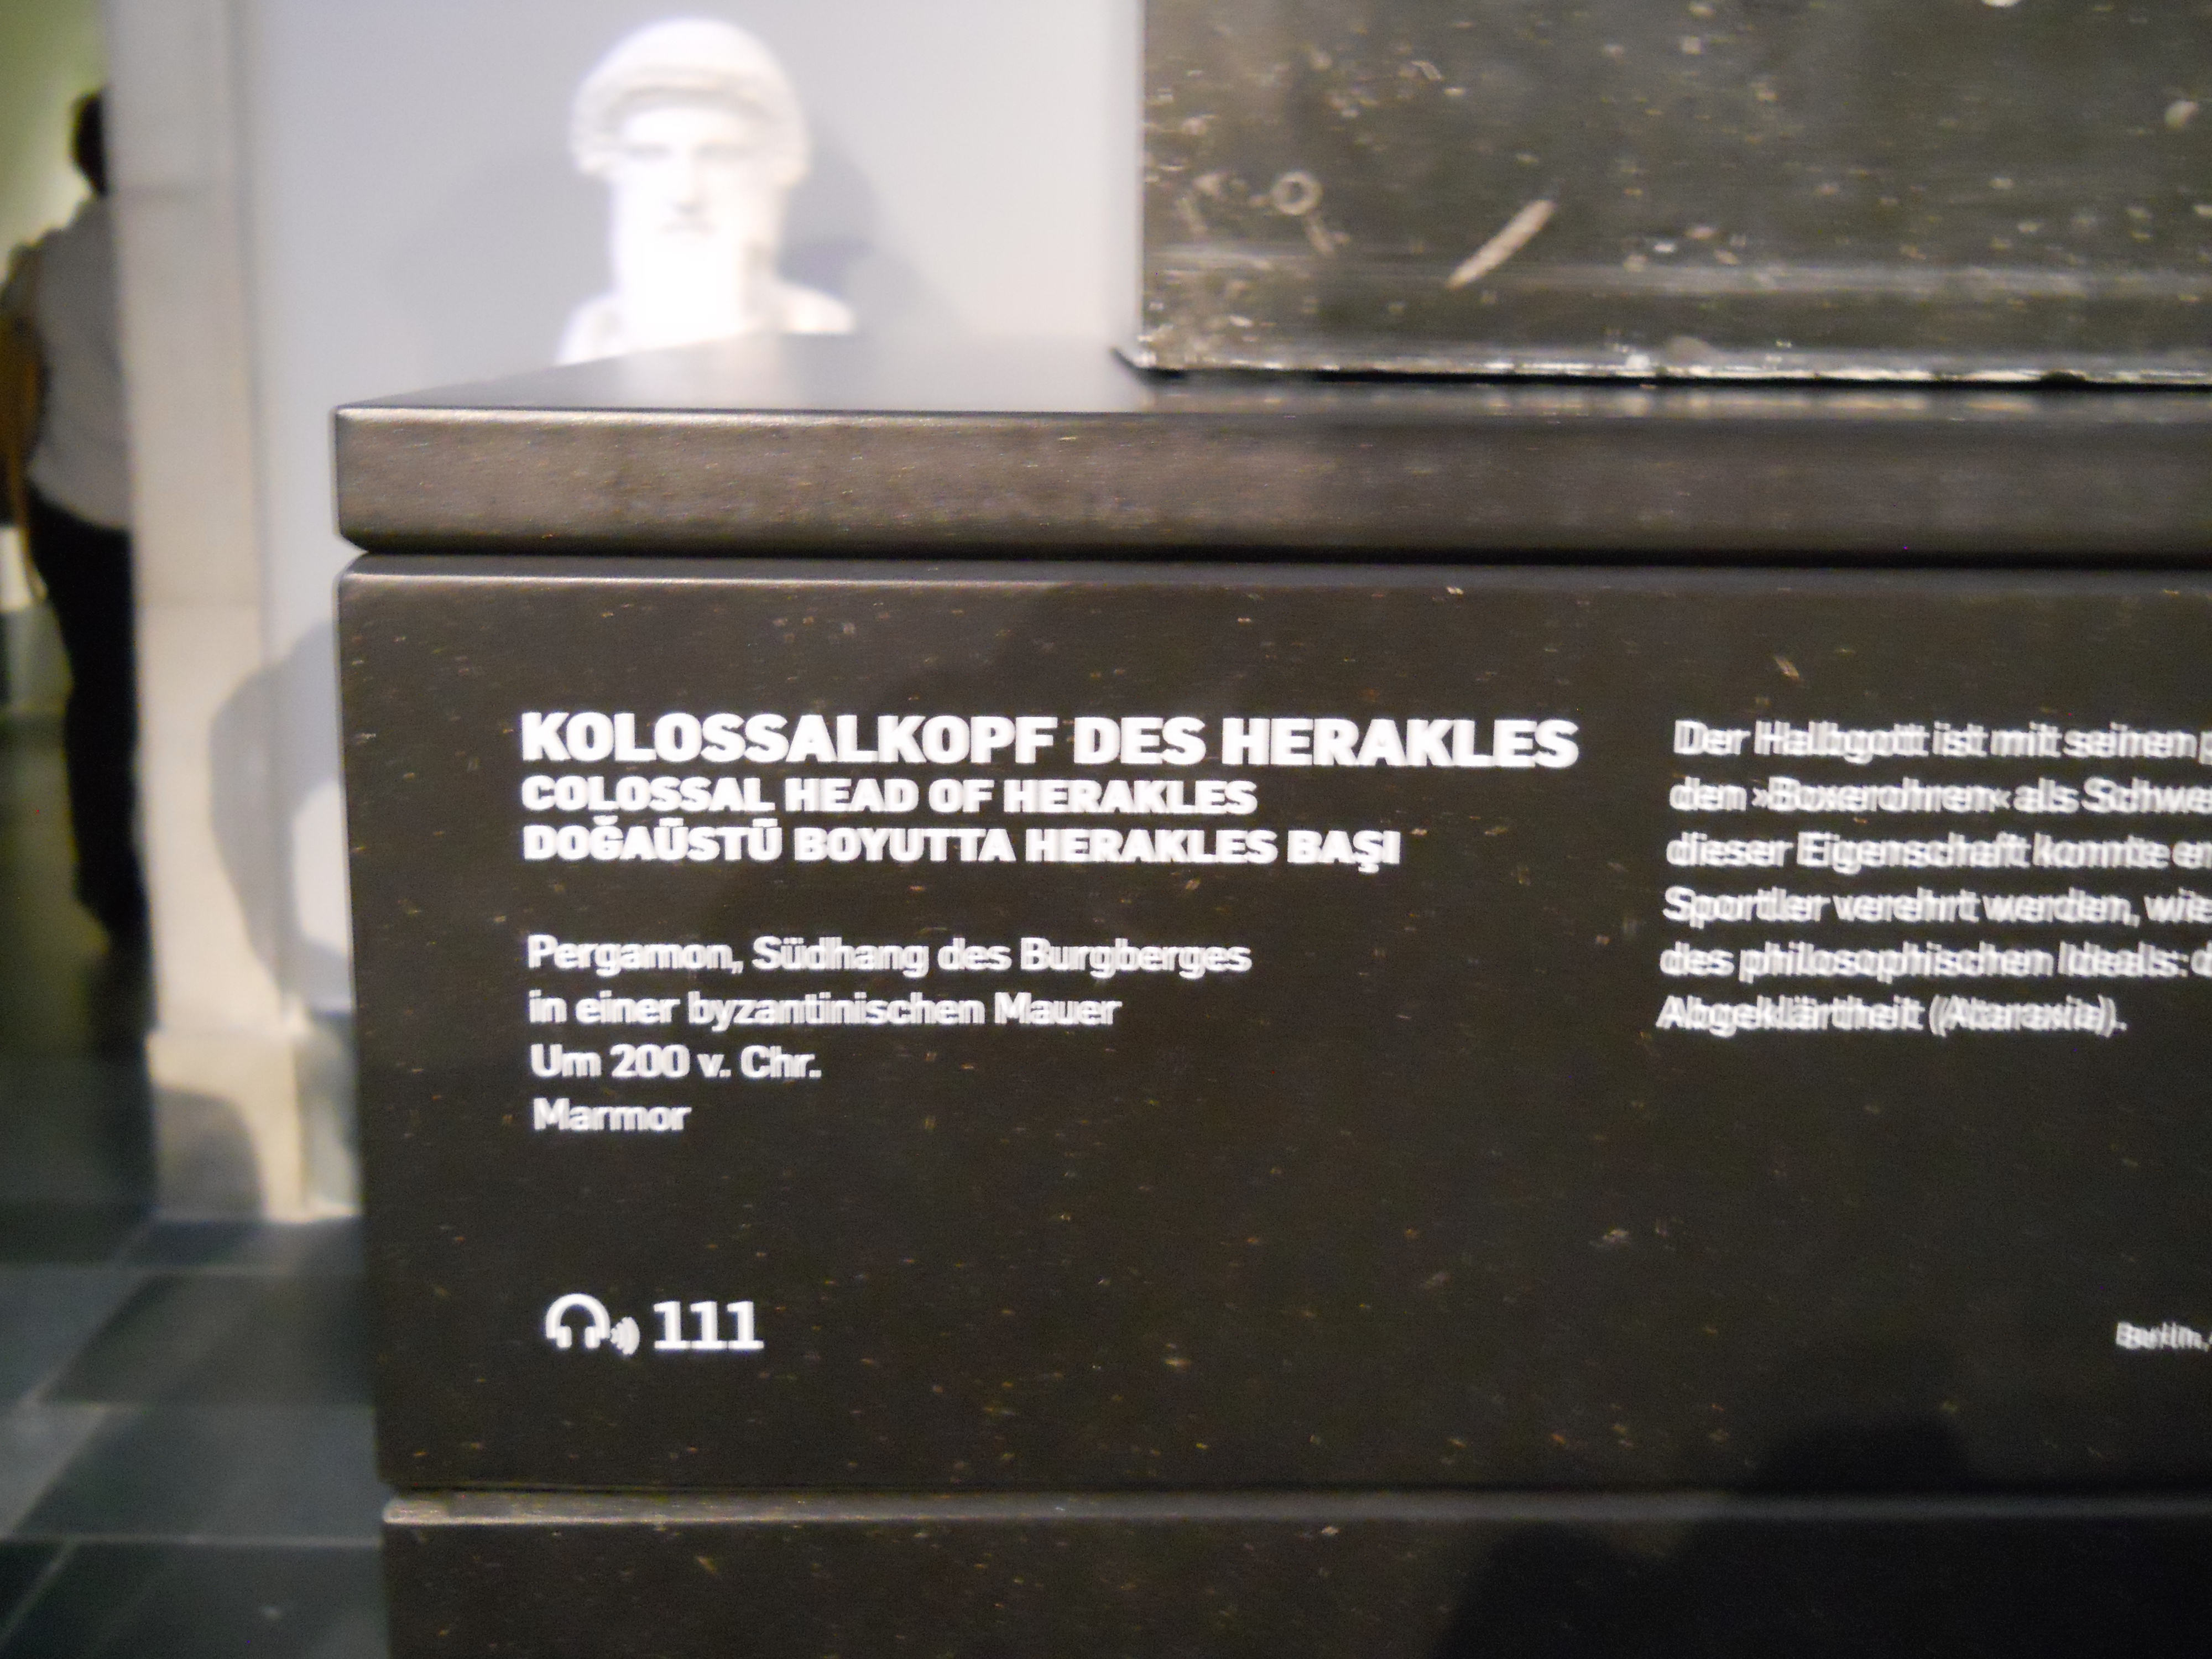 KOLOSSALKOPF DES HERAKLES
COLOSSAL HEAD OF HERAKLES
DOĞAÜSTÜ BOYUTTA HERAKLES BAŞI
Pergamon, Südhang des Burgberges
in einer byzantinischen Mauer
Um 200 v. Chr.
Marmor
111
Der Halbgott ist mit seinen
den »Boxerohren« als
dieser Eigenschaft konnte
Sportler verehrt werden,
des philosophischen Ideals:
Abgeklärtheit (Ataraxia).
Berlin,